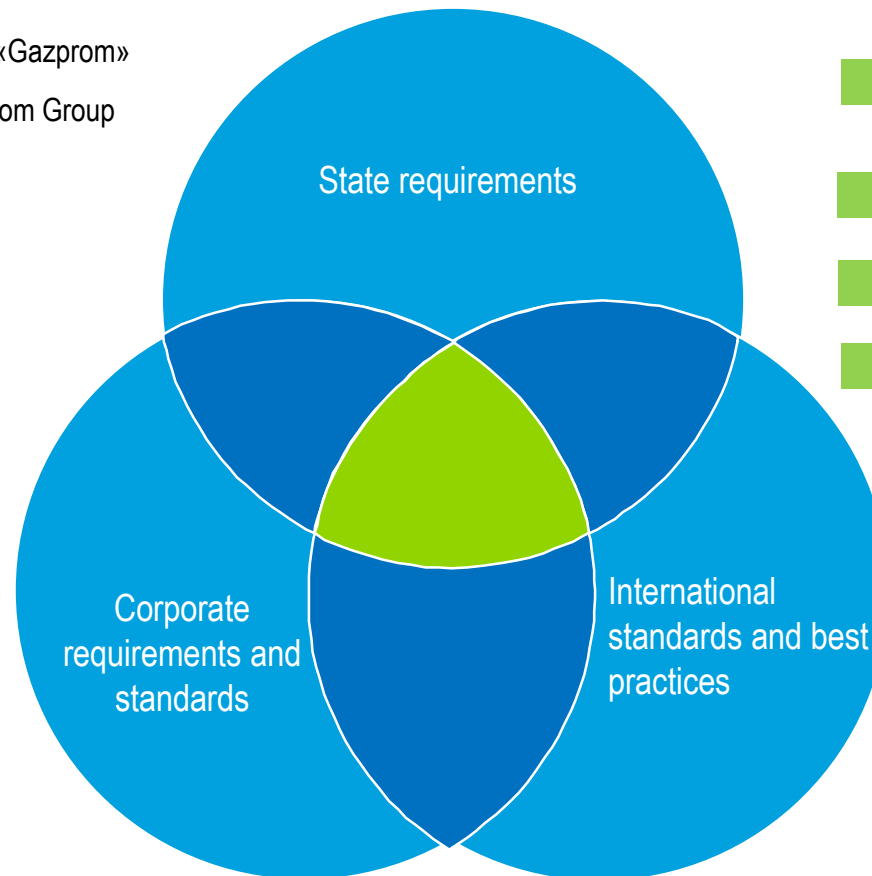 «Gazprom»
om Group
State requirements
Corporate
requirements and
standards
International
standards and best
practices